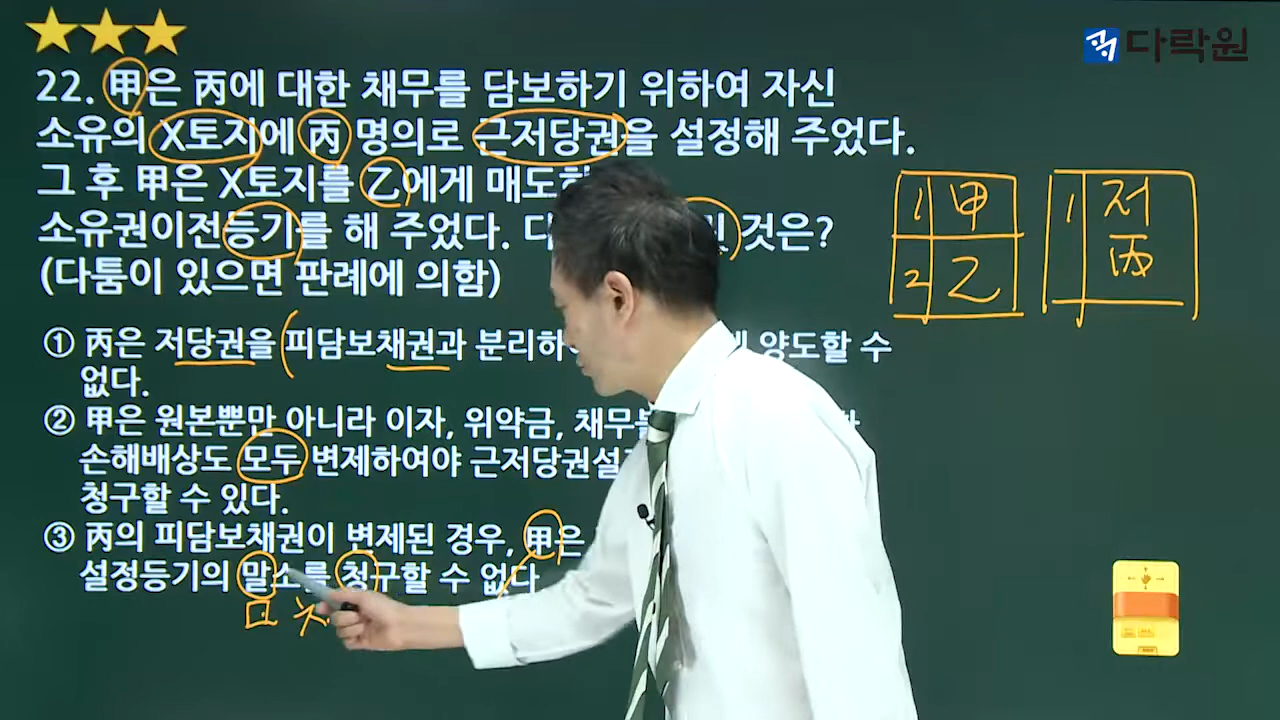 다락원
22. 甲은 丙에 대한 채무를 담보하기 위하여 자신
소유의 X토지에 丙 명의로 근저당권을 설정해 주었다.
그 후 甲은 X토지를 乙에게 매도하
소유권이전등기를 해 주었다. 것은?
(다툼이 있으면 판례에 의함)
1 甲
2 乙
1 저
丙
① 丙은 저당권을 피담보채권과 분리하 양도할 수
없다.
② 甲은 원본뿐만 아니라 이자, 위약금,
손해배상도 모두 변제하여야
청구할 수 있다.
③ 丙의 피담보채권이 변제된 경우, 甲은
설정등기의 말소를 청구할 수 없다